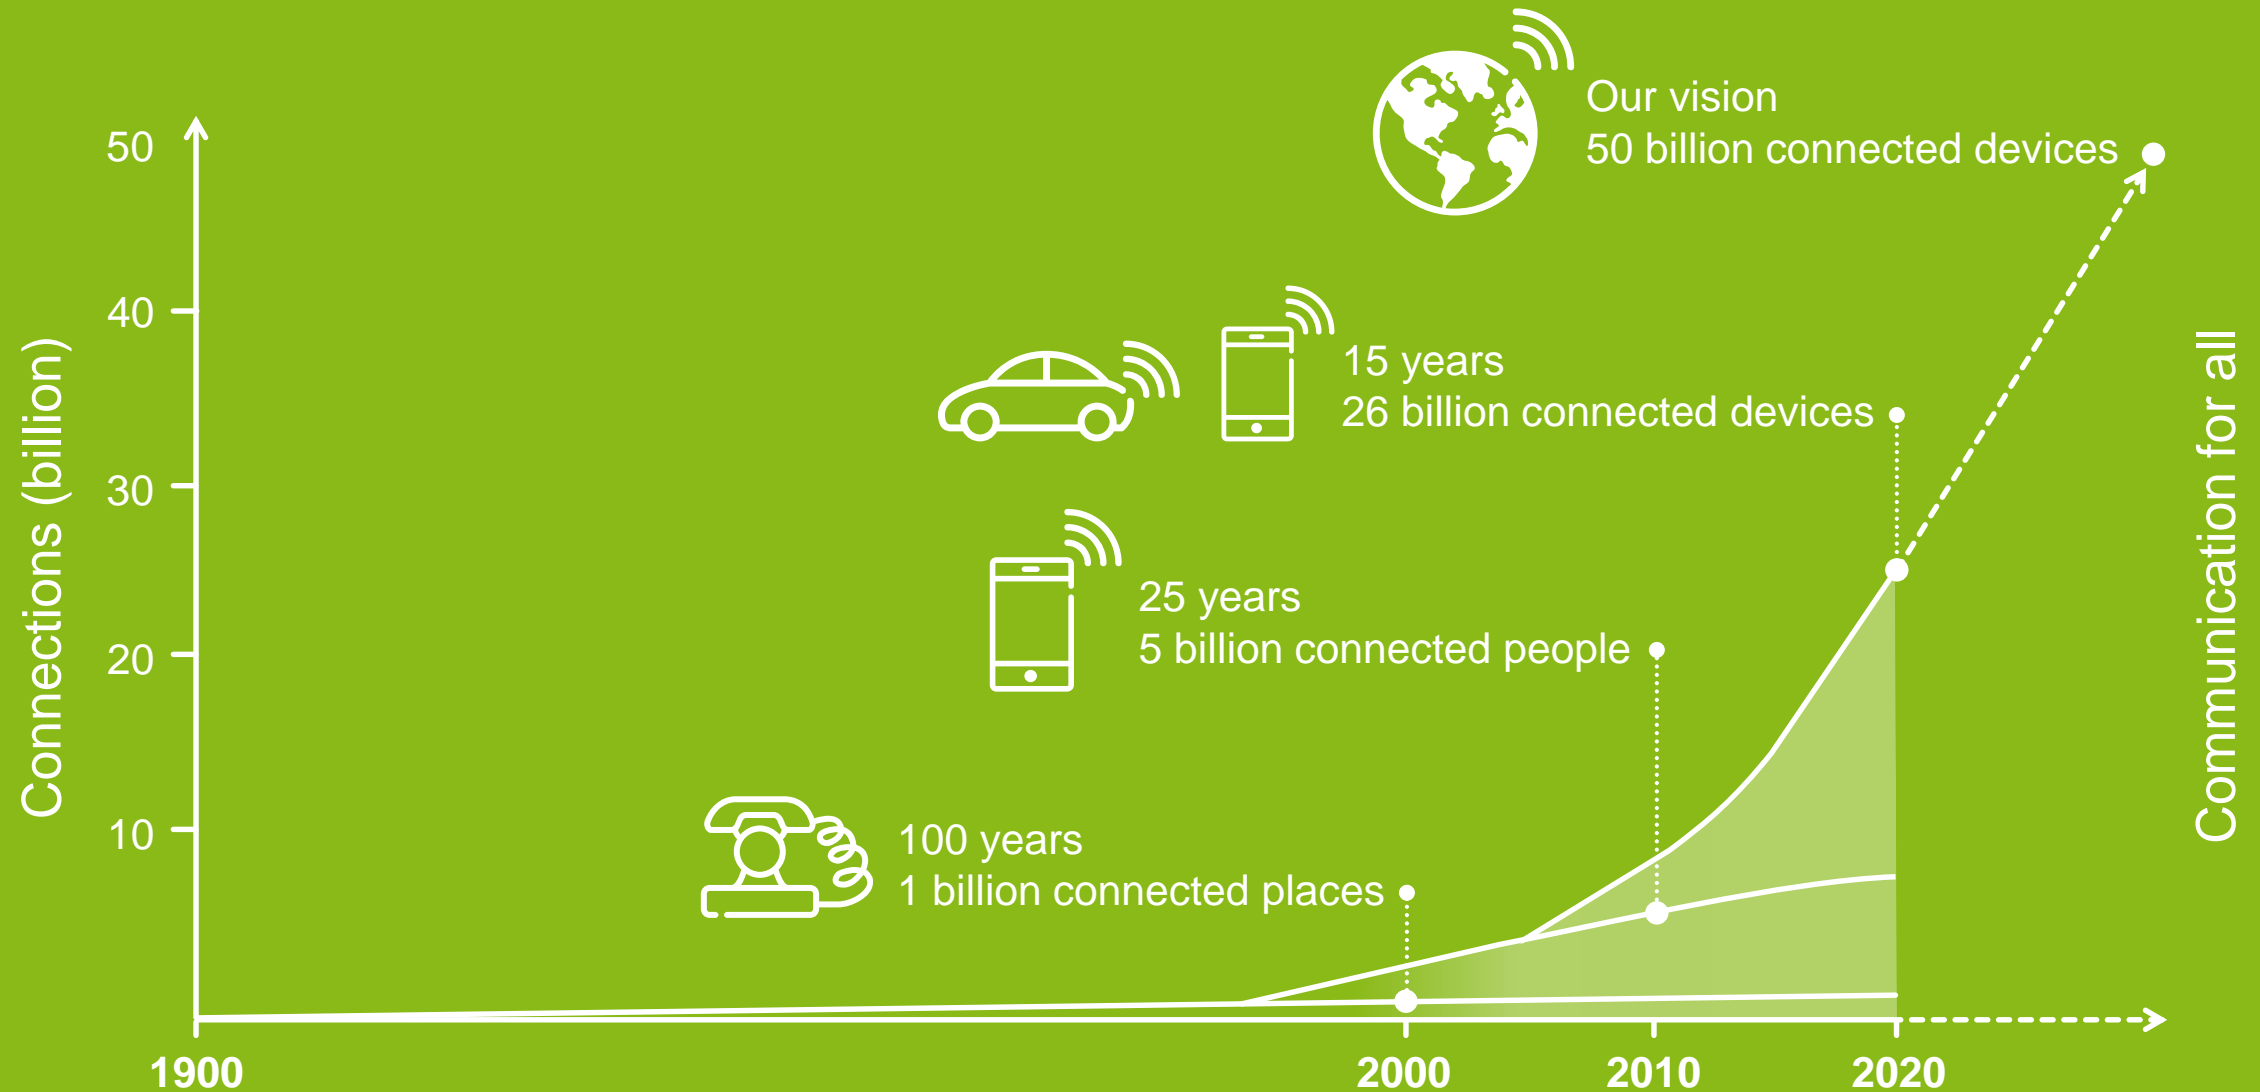 Our vision
50 billion connected devices
50
40
15 years
26 billion connected devices
30
25 years
5 billion connected people
20
10
100 years
1 billion connected places
Connections (billion)
Communication for all
1900
2000
2010
2020